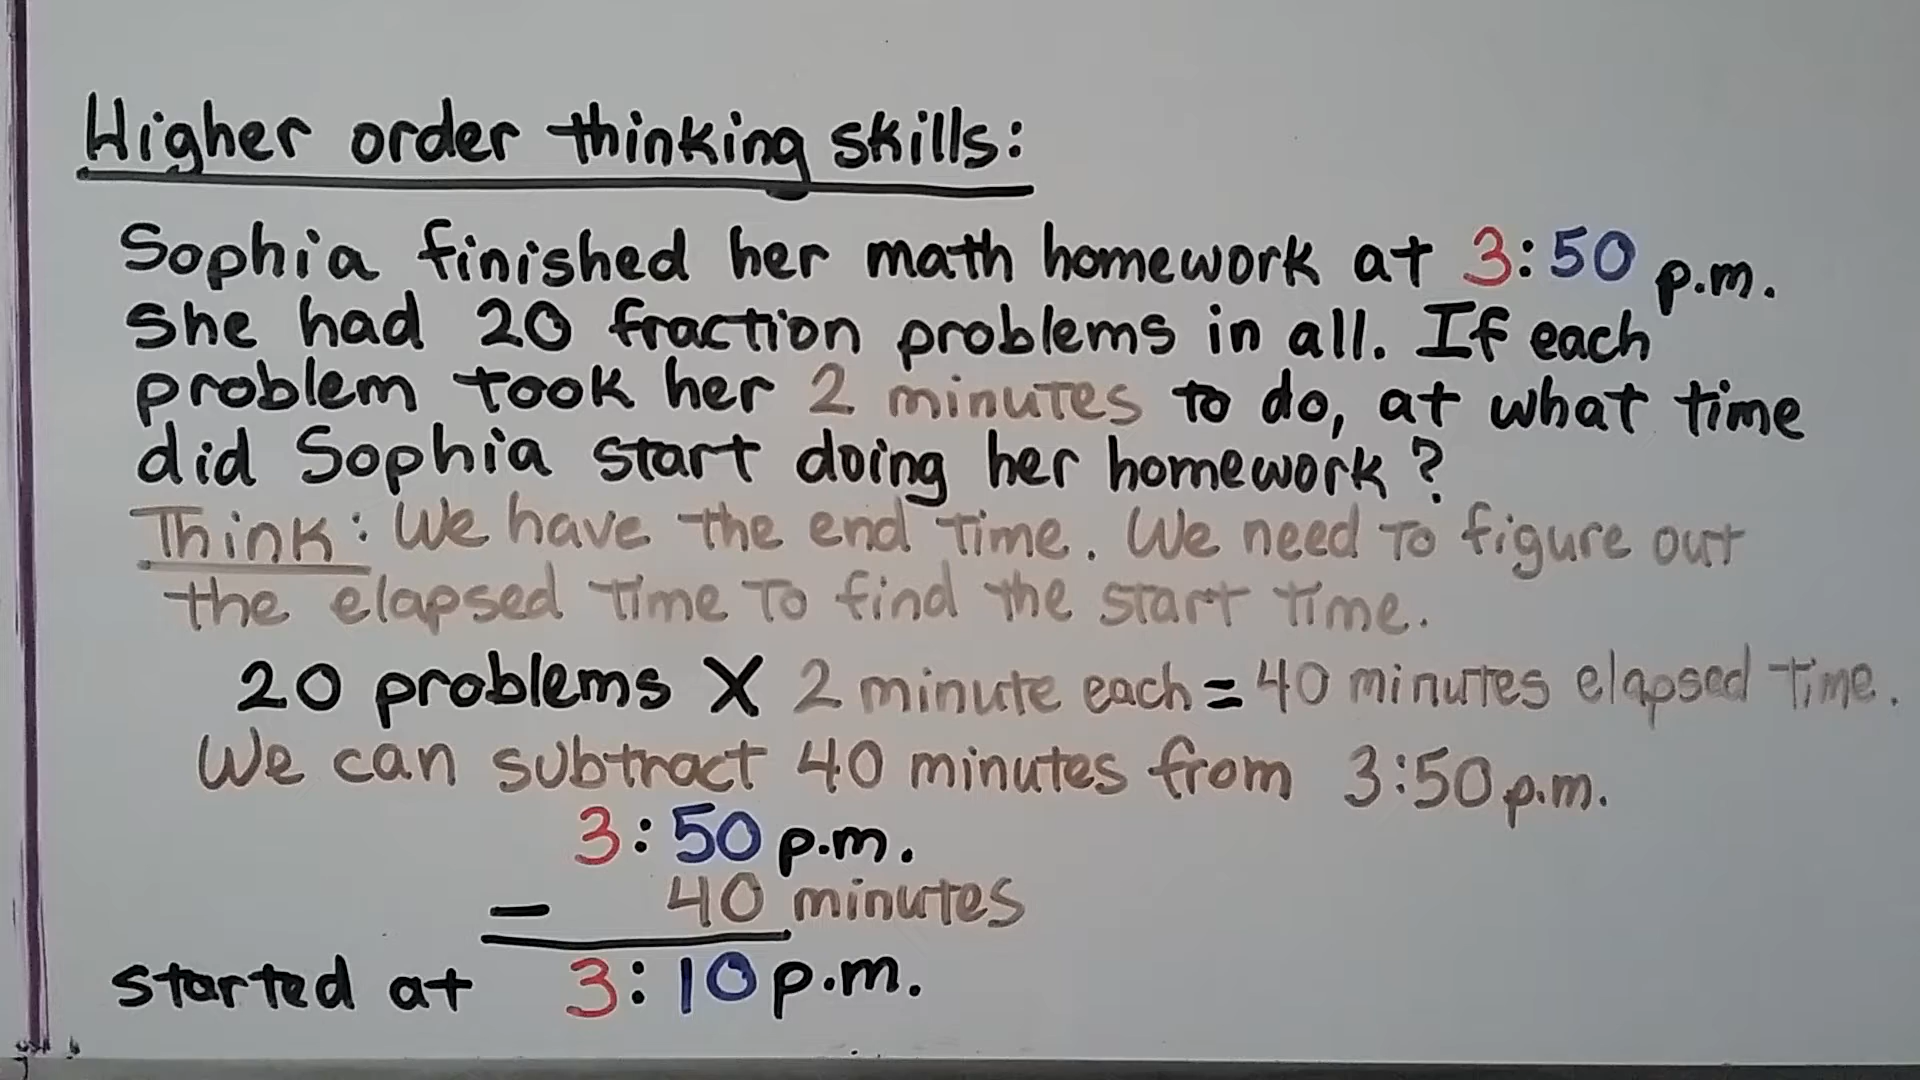 Higher order thinking skills:
Sophia finished her math homework at 3:50 p.m.
She had 20 fraction problems in all. If each
problem took her 2 minutes to do, at what time
did Sophia start doing her homework?
Think: We have the end time. We need to figure out
the elapsed time to find the start time.
20 problems X 2 minute each = 40 minutes elapsed time.
We can subtract 40 minutes from 3:50 p.m.
3:50 p.m.
- 40 minutes
started at 3:10 p.m.